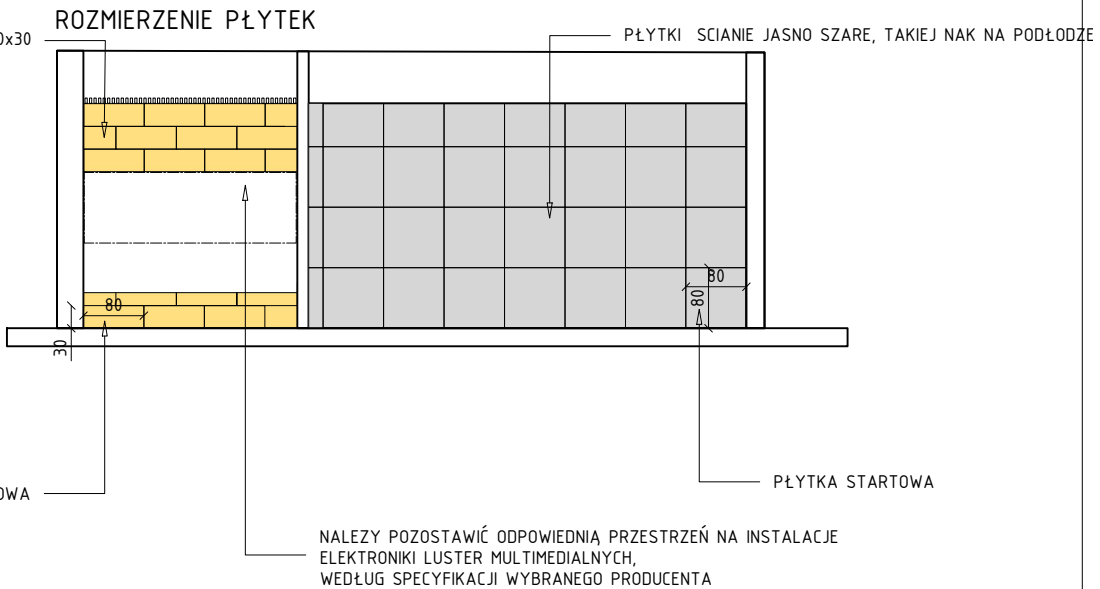 ROZMIERZENIE PŁYTEK
0x30
PŁYTKI SCIANIE JASNO SZARE, TAKIEJ NAK NA PODŁODZE
80
30
80
80
OWA
PŁYTKA STARTOWA
NALEZY POZOSTAWIĆ ODPOWIEDNIĄ PRZESTRZEŃ NA INSTALACJE
ELEKTRONIKI LUSTER MULTIMEDIALNYCH,
WEDŁUG SPECYFIKACJI WYBRANEGO PRODUCENTA